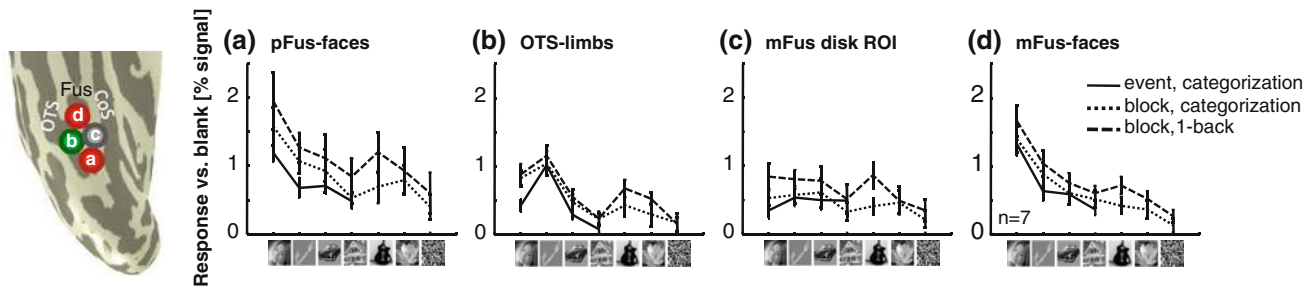 Fus
OTS
CoS
d
b
c
a
Response vs. blank [% signal]
(a) pFus-faces
2
1
0
(b) OTS-limbs
2
1
0
(c) mFus disk ROI
2
1
0
(d) mFus-faces
2
1
0
n=7
event, categorization
block, categorization
block,1-back